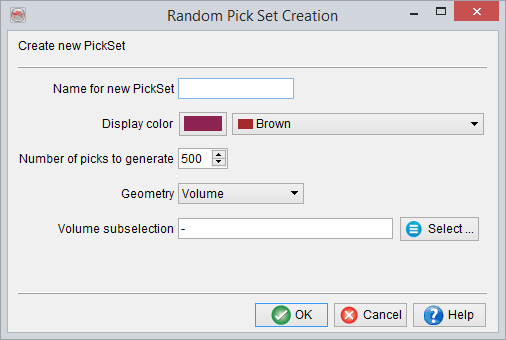 Random Pick Set Creation
Create new PickSet
Name for new PickSet
Display color Brown
Number of picks to generate 500
Geometry Volume
Volume subselection - Select ...
OK Cancel Help